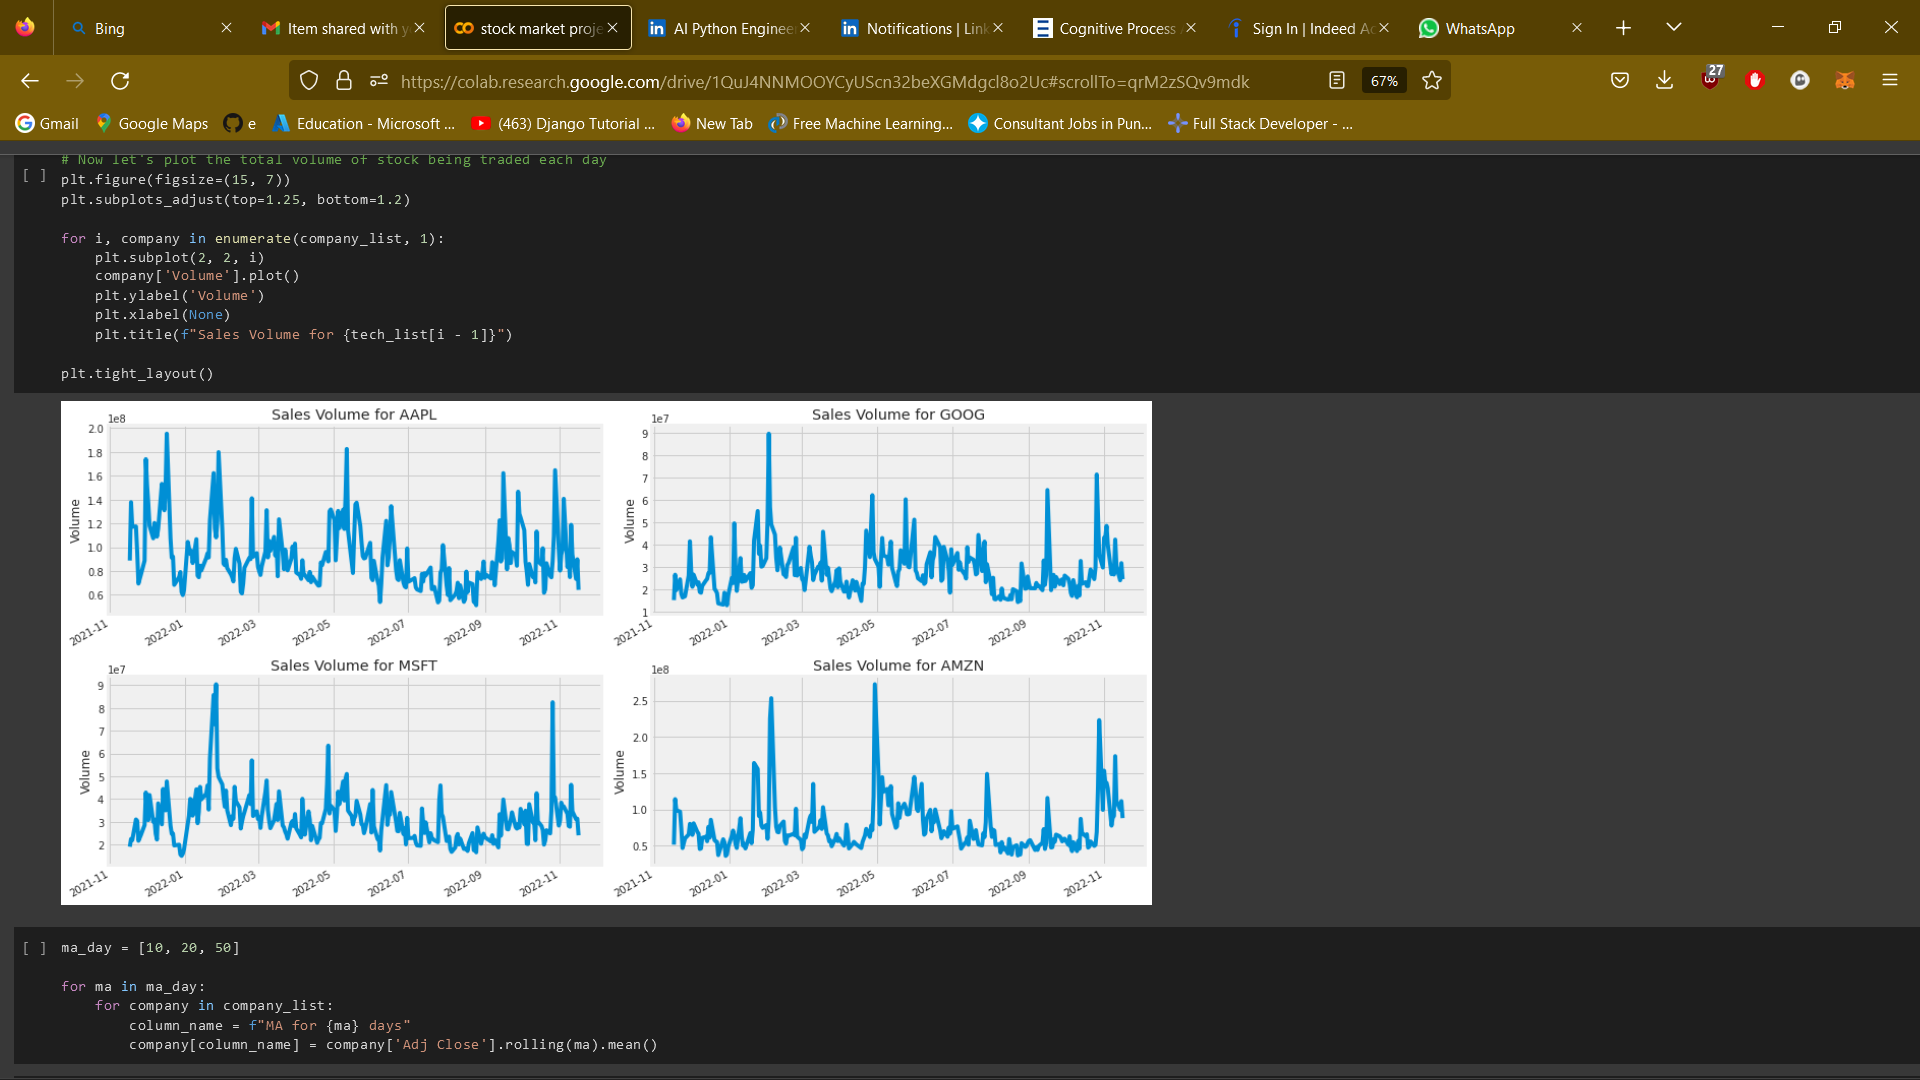 Bing
Item shared with y
stock market proje
AI Python Enginee
Notifications | Link
Cognitive Process A
Sign In | Indeed Ac
WhatsApp
https://colab.research.google.com/drive/1QuJ4NNMOOYCyUScn32beXGMdgcl8o2Uc#scrollTo=qrM2zSQv9mdk
67%
27
Gmail
Google Maps
e
Education - Microsoft ...
(463) Django Tutorial ...
New Tab
Free Machine Learning...
Consultant Jobs in Pun...
Full Stack Developer - ...
# Now let's plot the total volume of stock being traded each day
[ ] plt.figure(figsize=(15, 7))
plt.subplots_adjust(top=1.25, bottom=1.2)
for i, company in enumerate(company_list, 1):
    plt.subplot(2, 2, i)
    company['Volume'].plot()
    plt.ylabel('Volume')
    plt.xlabel(None)
    plt.title(f"Sales Volume for {tech_list[i - 1]}")
plt.tight_layout()
Sales Volume for AAPL
1e8
2.0
1.8
1.6
1.4
1.2
1.0
0.8
0.6
Volume
2021-11 2022-01 2022-03 2022-05 2022-07 2022-09 2022-11
Sales Volume for GOOG
1e7
9
8
7
6
5
4
3
2
1
Volume
2021-11 2022-01 2022-03 2022-05 2022-07 2022-09 2022-11
Sales Volume for MSFT
1e7
9
8
7
6
5
4
3
2
Volume
2021-11 2022-01 2022-03 2022-05 2022-07 2022-09 2022-11
Sales Volume for AMZN
1e8
2.5
2.0
1.5
1.0
0.5
Volume
2021-11 2022-01 2022-03 2022-05 2022-07 2022-09 2022-11
[ ] ma_day = [10, 20, 50]
for ma in ma_day:
    for company in company_list:
        column_name = f"MA for {ma} days"
        company[column_name] = company['Adj Close'].rolling(ma).mean()